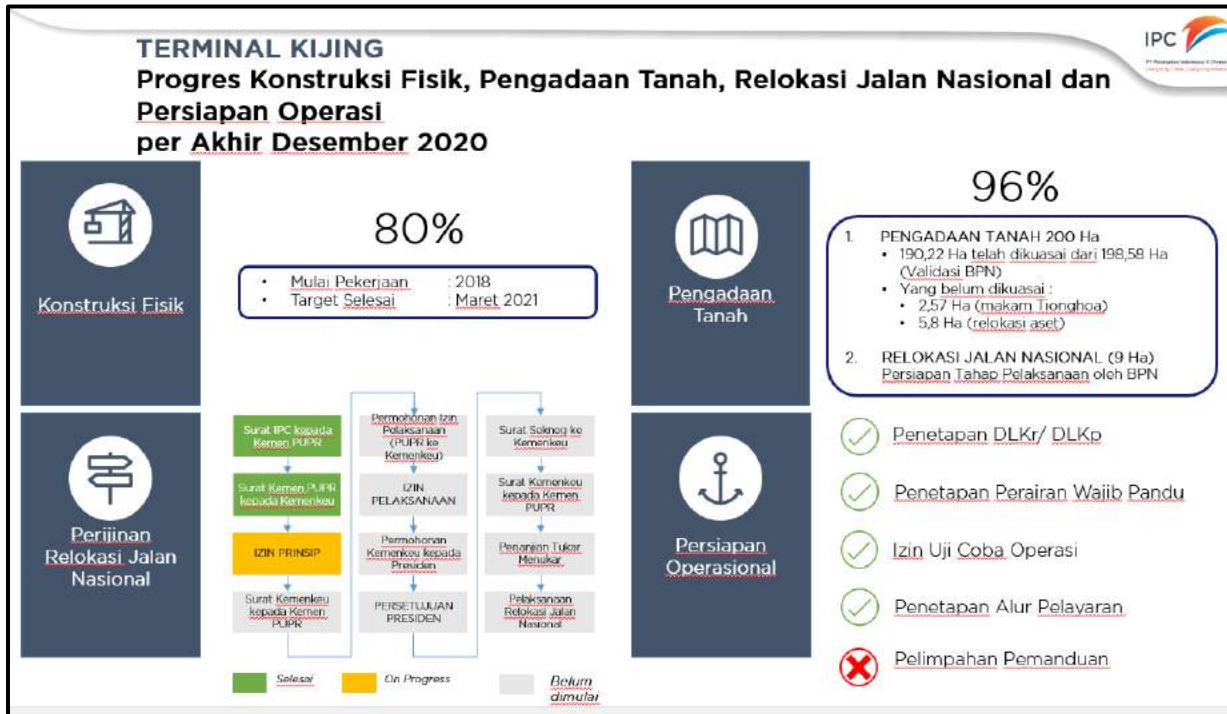 TERMINAL KIJING
Progres Konstruksi Fisik, Pengadaan Tanah, Relokasi Jalan Nasional dan
Persiapan Operasi
per Akhir Desember 2020
IPC
Konstruksi Fisik
80%
• Mulai Pekerjaan : 2018
• Target Selesai : Maret 2021
Pengadaan
Tanah
96%
1. PENGADAAN TANAH 200 Ha
• 190,22 Ha telah dikuasai dari 198,58 Ha
(Validasi BPN)
• Yang belum dikuasai :
• 2,57 Ha (makam Tionghoa)
• 5,8 Ha (relokasi aset)
2. RELOKASI JALAN NASIONAL (9 Ha)
Persiapan Tahap Pelaksanaan oleh BPN
Perijinan
Relokasi Jalan
Nasional
Surat IPC kepada
Kemen PUPR
Surat Kemen PUPR
kepada Kemenkeu
IZIN PRINSIP
Surat Kemenkeu
kepada Kemen
PUPR
Permohonan Izin
Pelaksanaan
(PUPR ke
Kemenkeu)
IZIN
PELAKSANAAN
Permohonan
Kemenkeu kepada
Presiden
PERSETUJUAN
PRESIDEN
Surat Sekneg ke
Kemenkeu
Surat Kemenkeu
kepada Kemen
PUPR
Perjanjian Tukar
Menukar
Pelaksanaan
Relokasi Jalan
Nasional
Selesai
On Progress
Belum
dimulai
Persiapan
Operasional
Penetapan DLKr/ DLKp
Penetapan Perairan Wajib Pandu
Izin Uji Coba Operasi
Penetapan Alur Pelayaran
Pelimpahan Pemanduan